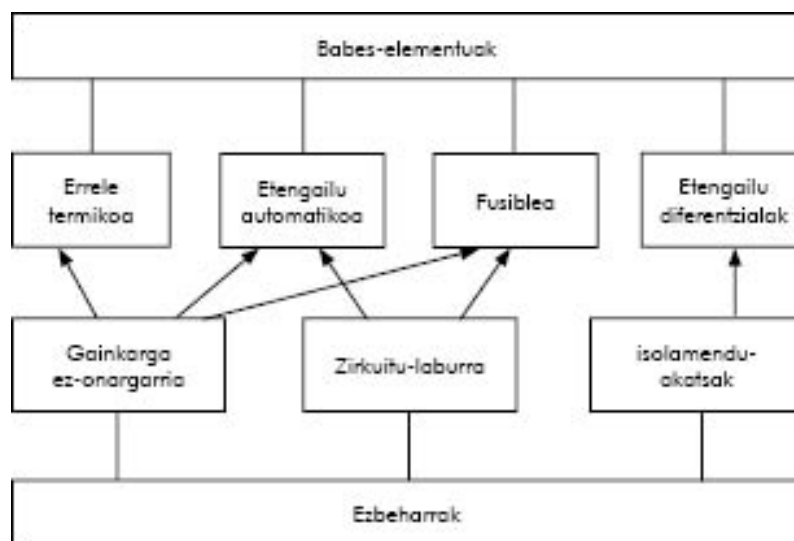 Babes-elementuak
Errele
termikoa
Etengailu
automatikoa
Fusiblea
Etengailu
diferentzialak
Gainkarga
ez-onargarria
Zirkuitu-laburra
isolamendu-
akatsak
Ezbeharrak